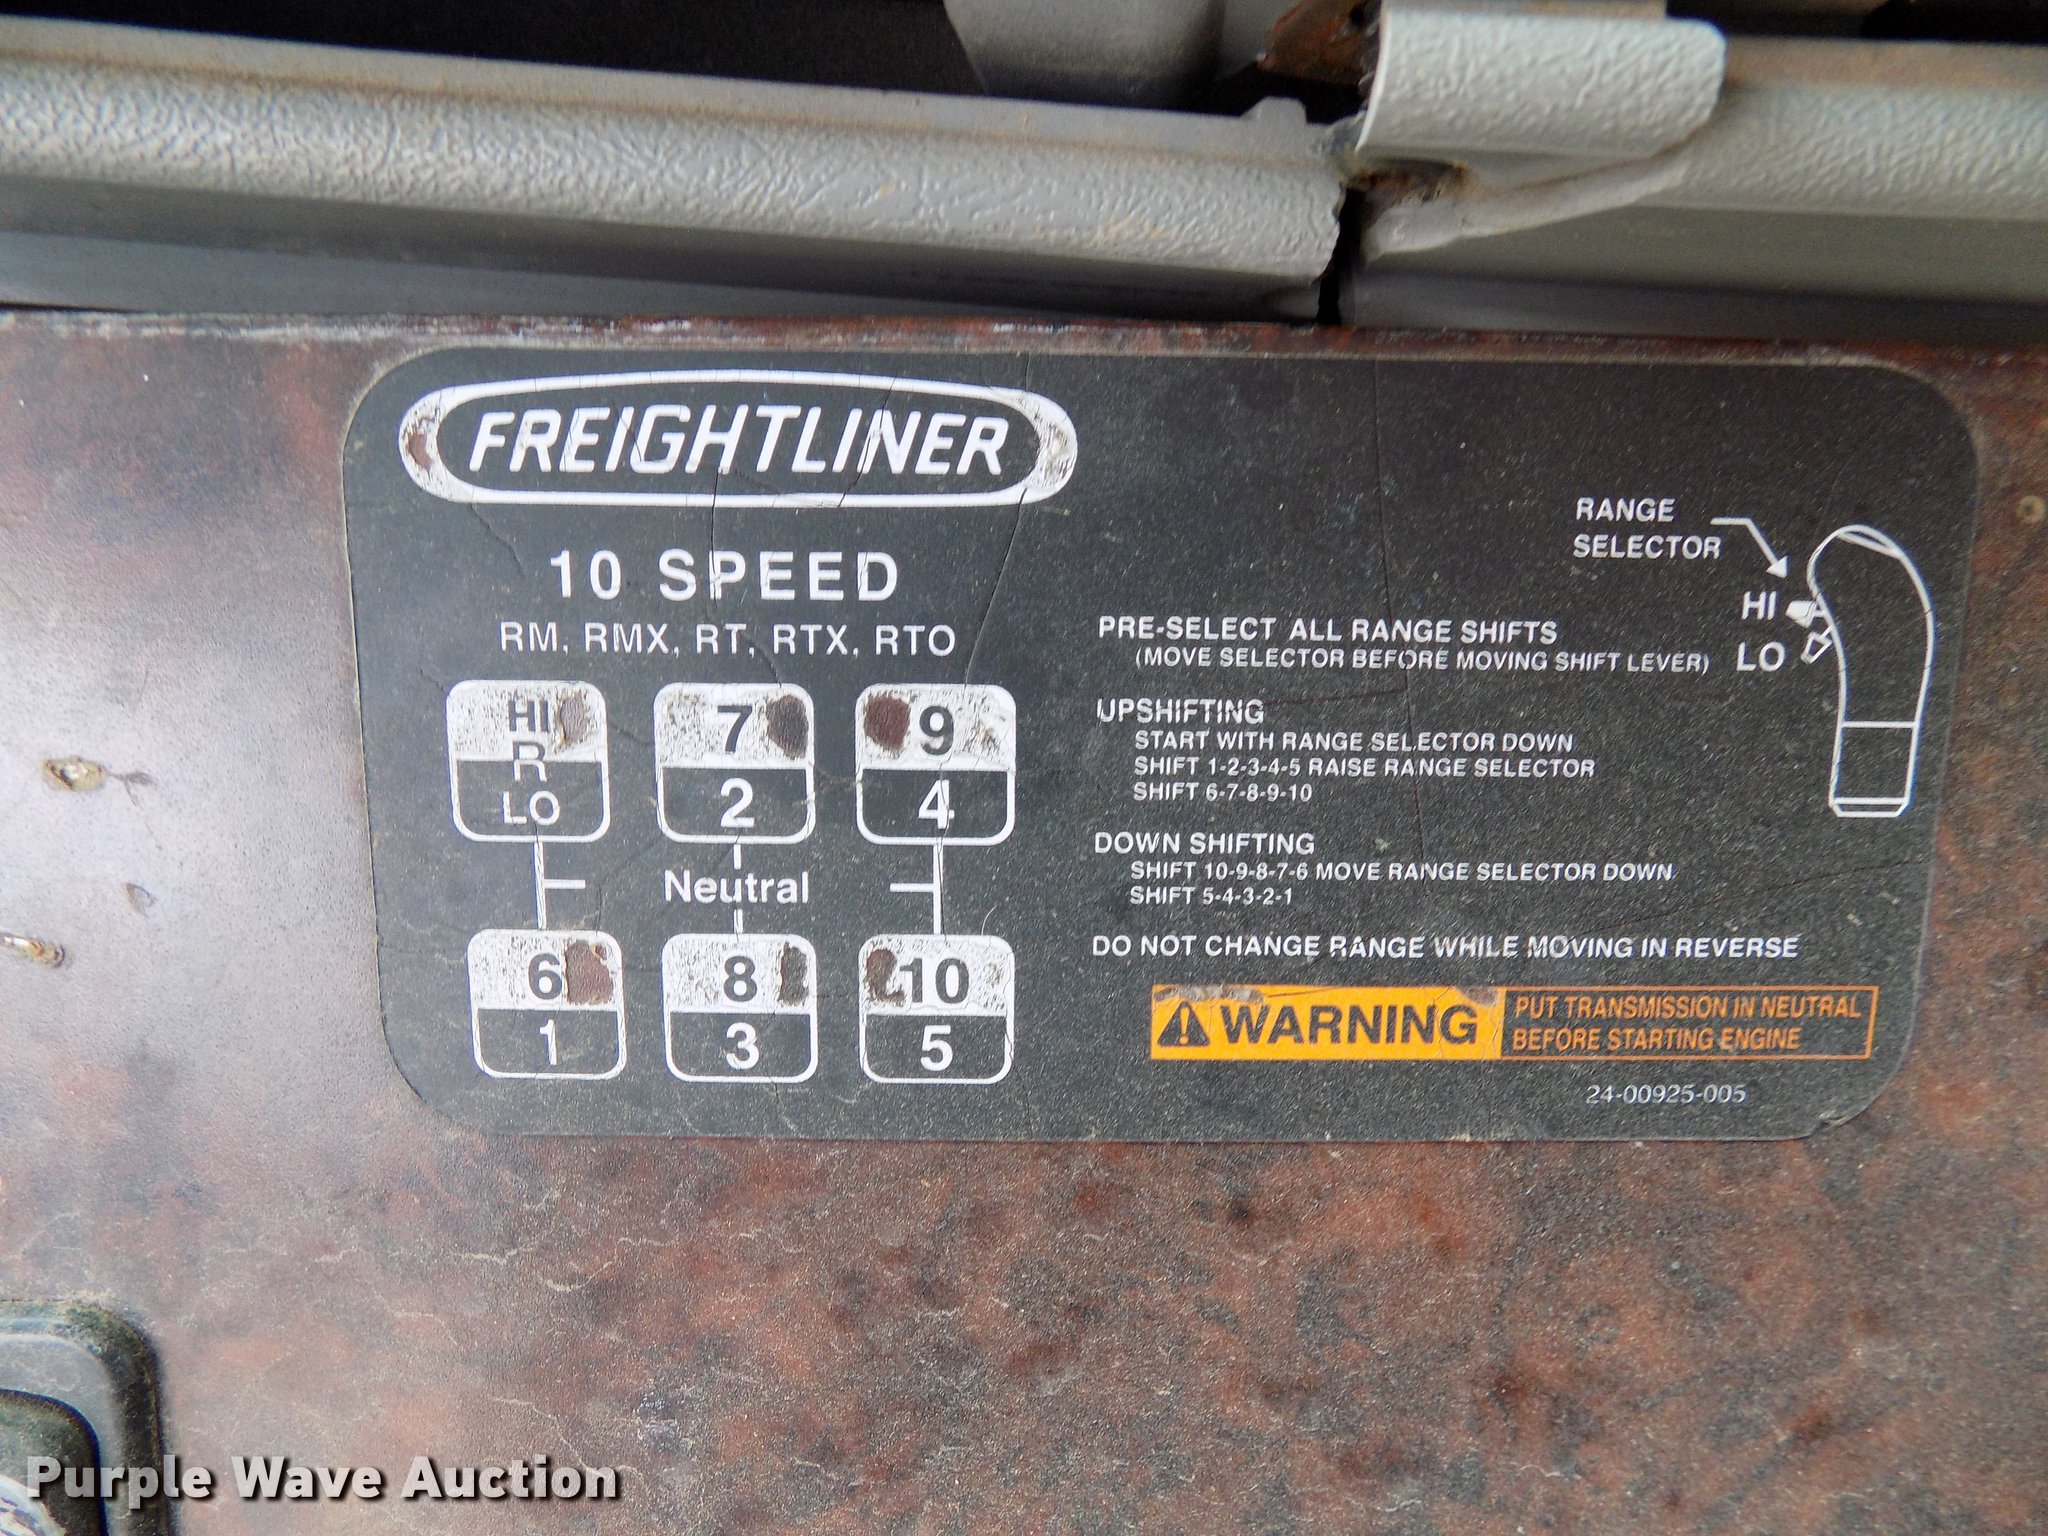 FREIGHTLINER
10 SPEED
RM, RMX, RT, RTX, RTO
HI
R
LO
7
2
9
4
Neutral
6
1
8
3
10
5
RANGE
SELECTOR
HI
LO
PRE-SELECT ALL RANGE SHIFTS
(MOVE SELECTOR BEFORE MOVING SHIFT LEVER)
UPSHIFTING
START WITH RANGE SELECTOR DOWN
SHIFT 1-2-3-4-5 RAISE RANGE SELECTOR
SHIFT 6-7-8-9-10
DOWN SHIFTING
SHIFT 10-9-8-7-6 MOVE RANGE SELECTOR DOWN
SHIFT 5-4-3-2-1
DO NOT CHANGE RANGE WHILE MOVING IN REVERSE
WARNING
PUT TRANSMISSION IN NEUTRAL
BEFORE STARTING ENGINE
24-00925-005
Purple Wave Auction